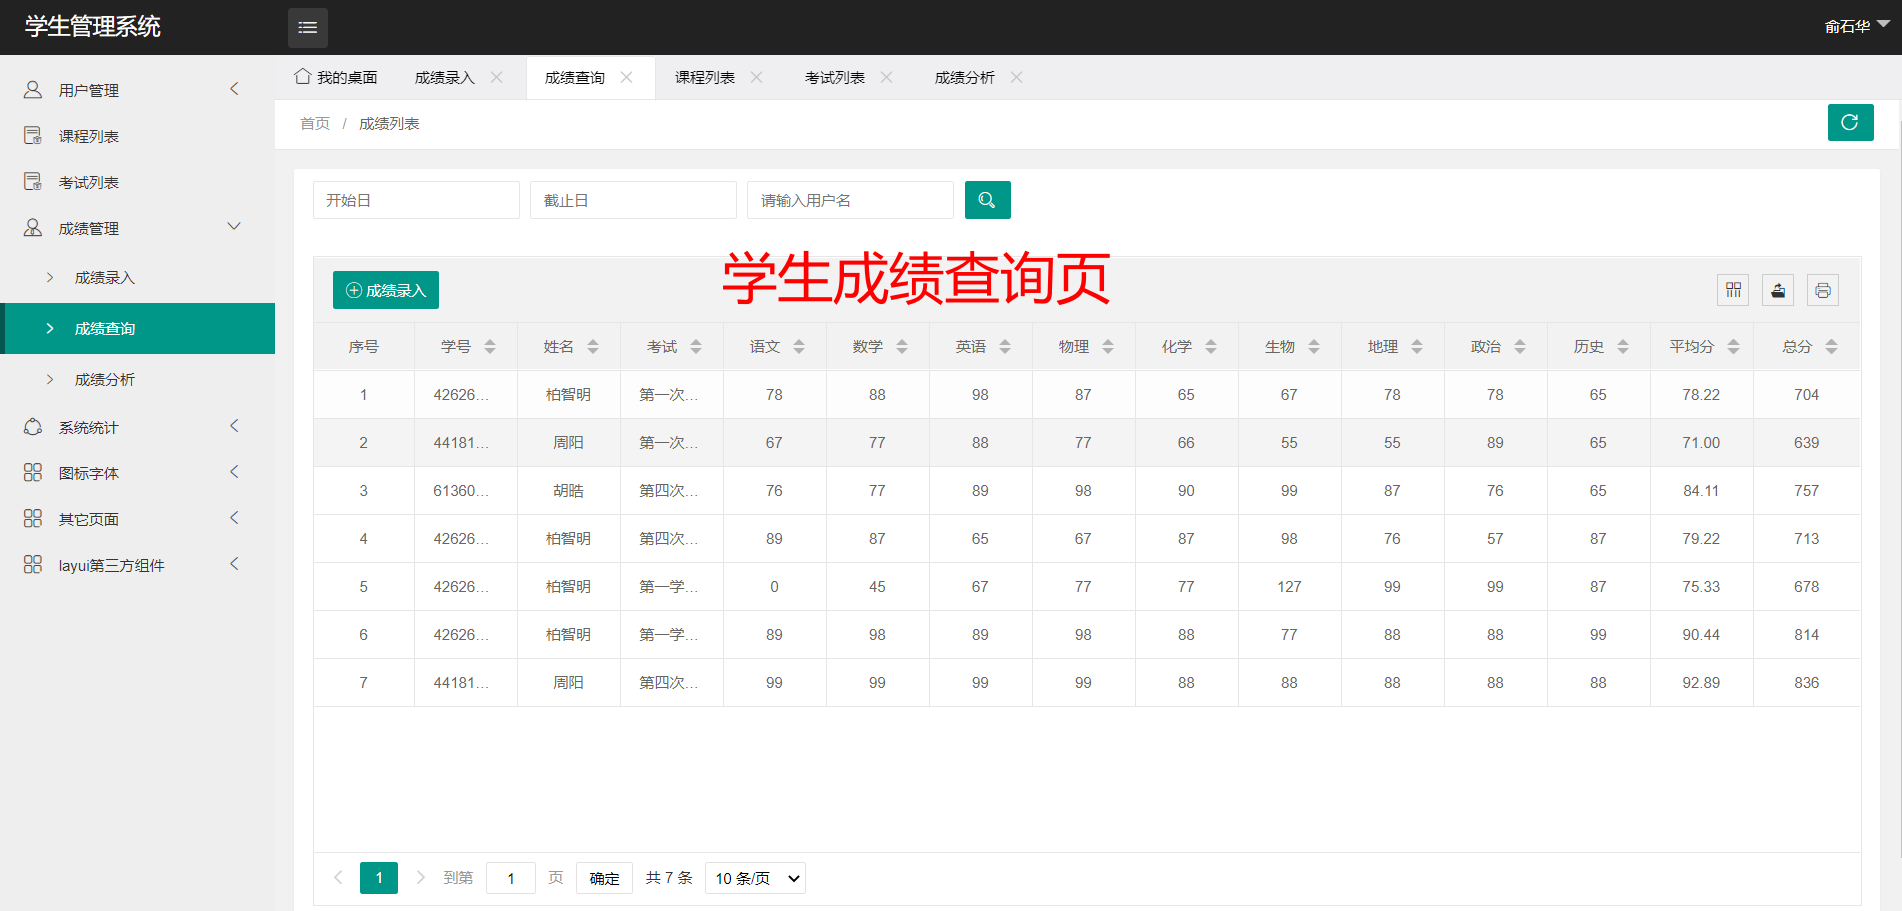 学生管理系统
俞石华
用户管理
课程列表
考试列表
成绩管理
成绩录入
成绩查询
成绩分析
系统统计
图标字体
其它页面
layui第三方组件
我的桌面 成绩录入 成绩查询 课程列表 考试列表 成绩分析
首页 / 成绩列表
开始日 截止日 请输入用户名
学生成绩查询页
成绩录入
序号 学号 姓名 考试 语文 数学 英语 物理 化学 生物 地理 政治 历史 平均分 总分
1 42626... 柏智明 第一次... 78 88 98 87 65 67 78 78 65 78.22 704
2 44181... 周阳 第一次... 67 77 88 77 66 55 55 89 65 71.00 639
3 61360... 胡晧 第四次... 76 77 89 98 90 99 87 76 65 84.11 757
4 42626... 柏智明 第四次... 89 87 65 67 87 98 76 57 87 79.22 713
5 42626... 柏智明 第一学... 0 45 67 77 77 127 99 99 87 75.33 678
6 42626... 柏智明 第一学... 89 98 89 98 88 77 88 88 99 90.44 814
7 44181... 周阳 第四次... 99 99 99 99 88 88 88 88 88 92.89 836
1 到第 1 页 确定 共 7 条 10 条/页